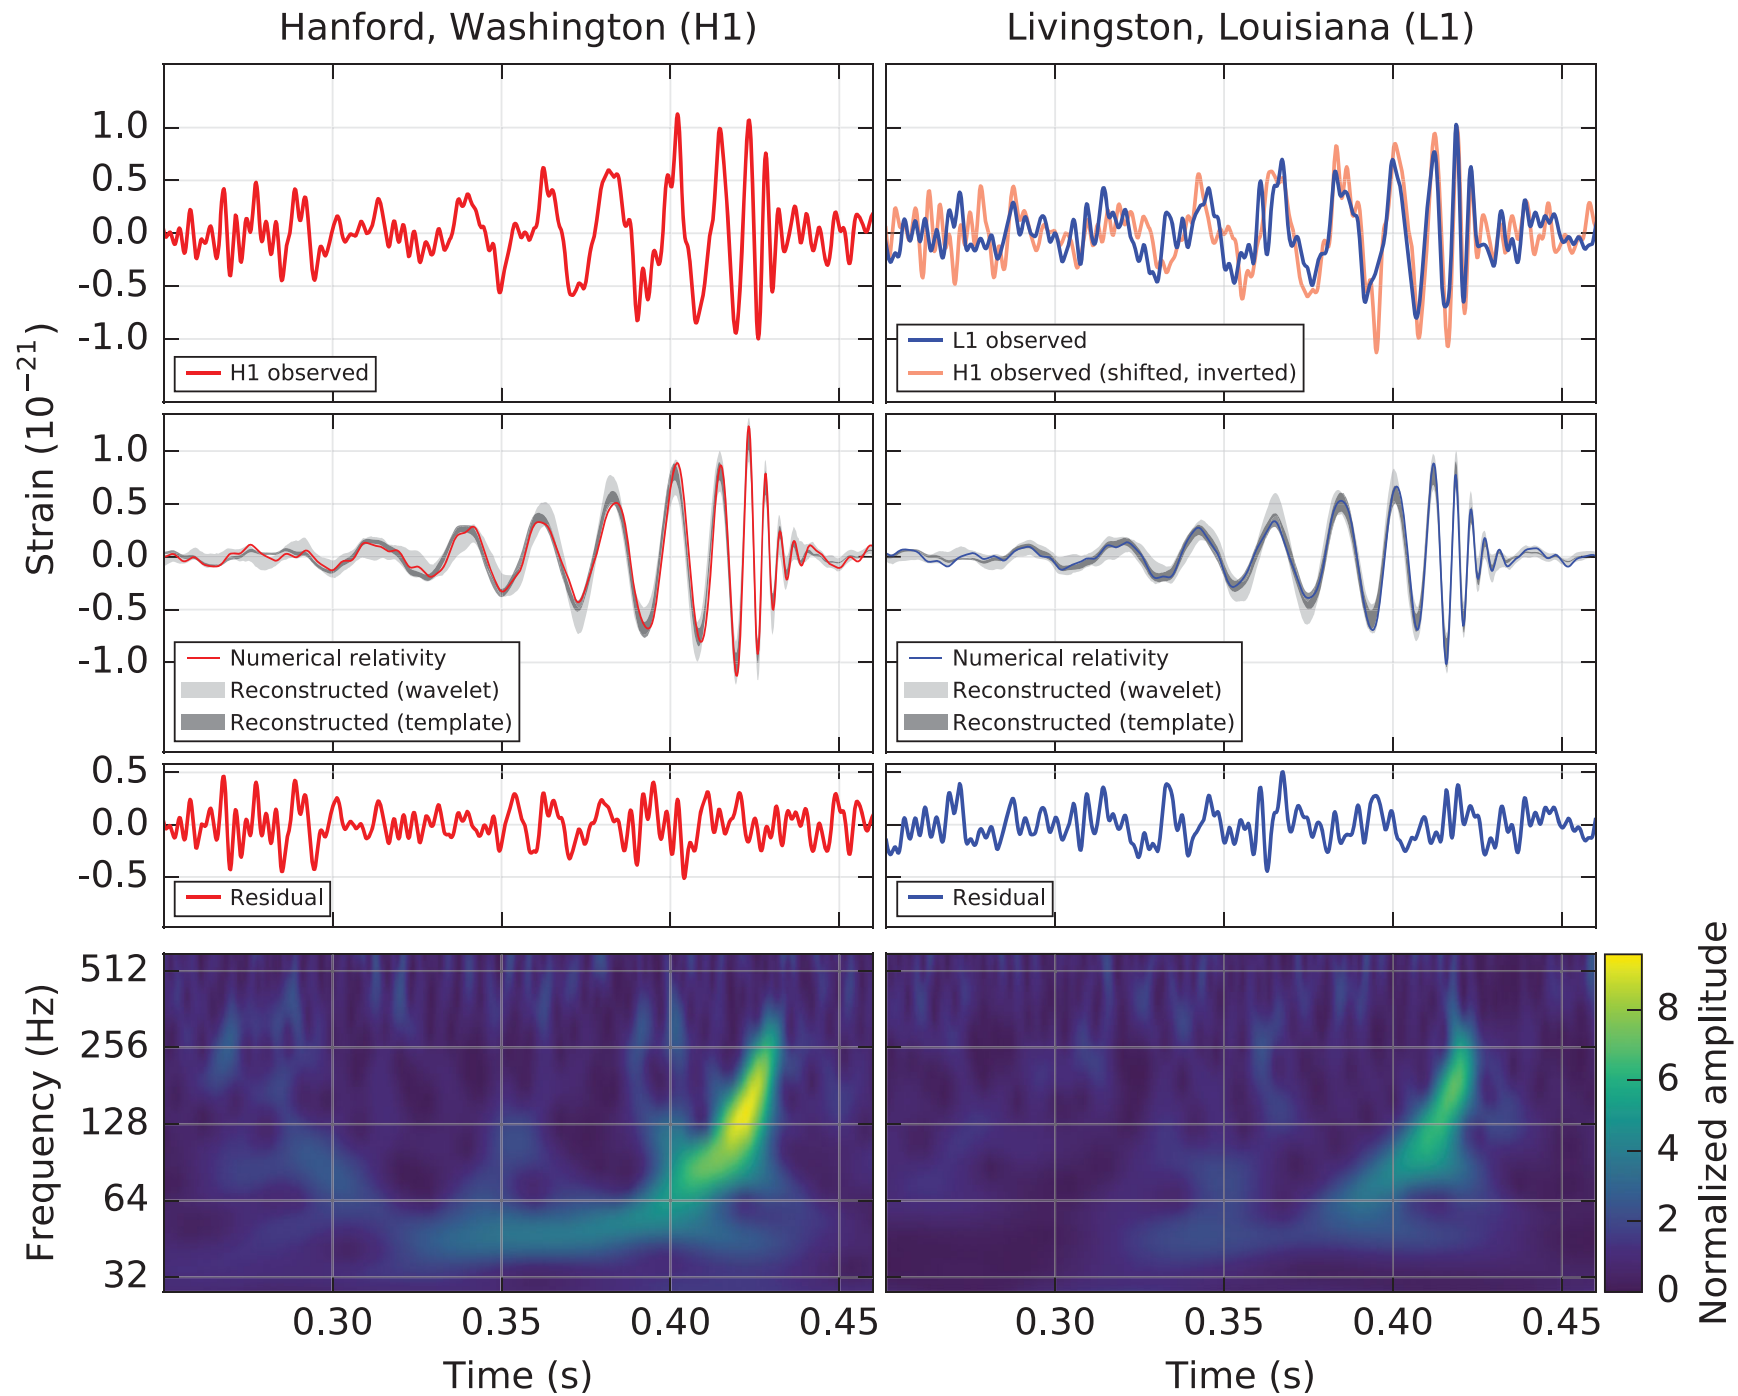 Hanford, Washington (H1)
Livingston, Louisiana (L1)
Strain (10⁻²¹)
1.0
0.5
0.0
-0.5
-1.0
H1 observed
L1 observed
H1 observed (shifted, inverted)
1.0
0.5
0.0
-0.5
-1.0
Numerical relativity
Reconstructed (wavelet)
Reconstructed (template)
Numerical relativity
Reconstructed (wavelet)
Reconstructed (template)
0.5
0.0
-0.5
Residual
Residual
Frequency (Hz)
512
256
128
64
32
Normalized amplitude
8
6
4
2
0
0.30 0.35 0.40 0.45
0.30 0.35 0.40 0.45
Time (s)
Time (s)